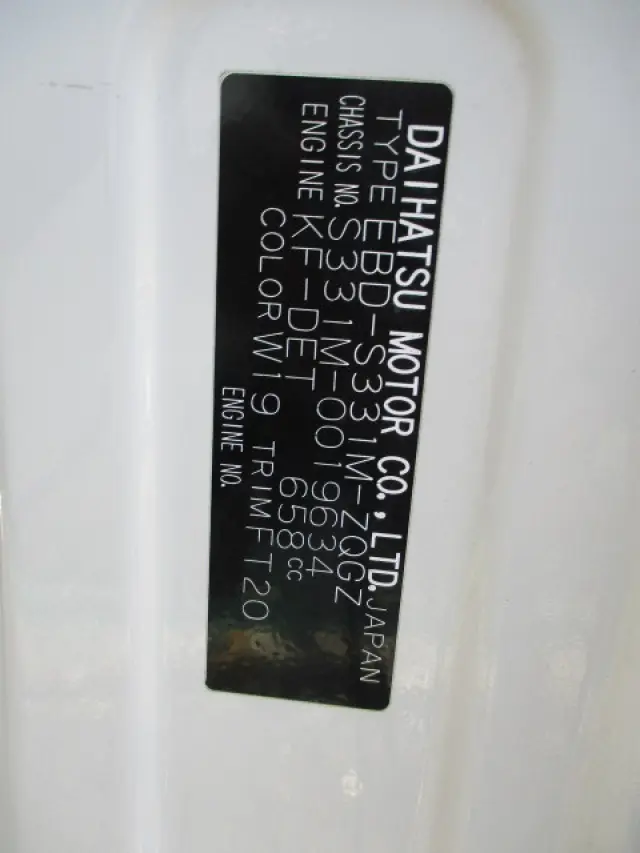 DAIHATSU MOTOR CO., LTD. JAPAN
TYPE EBD-S331M-ZQGZ
CHASSIS NO. S331M-0019634
ENGINE KF-DET 658cc
COLOR W19 TRIM FT20
ENGINE NO.